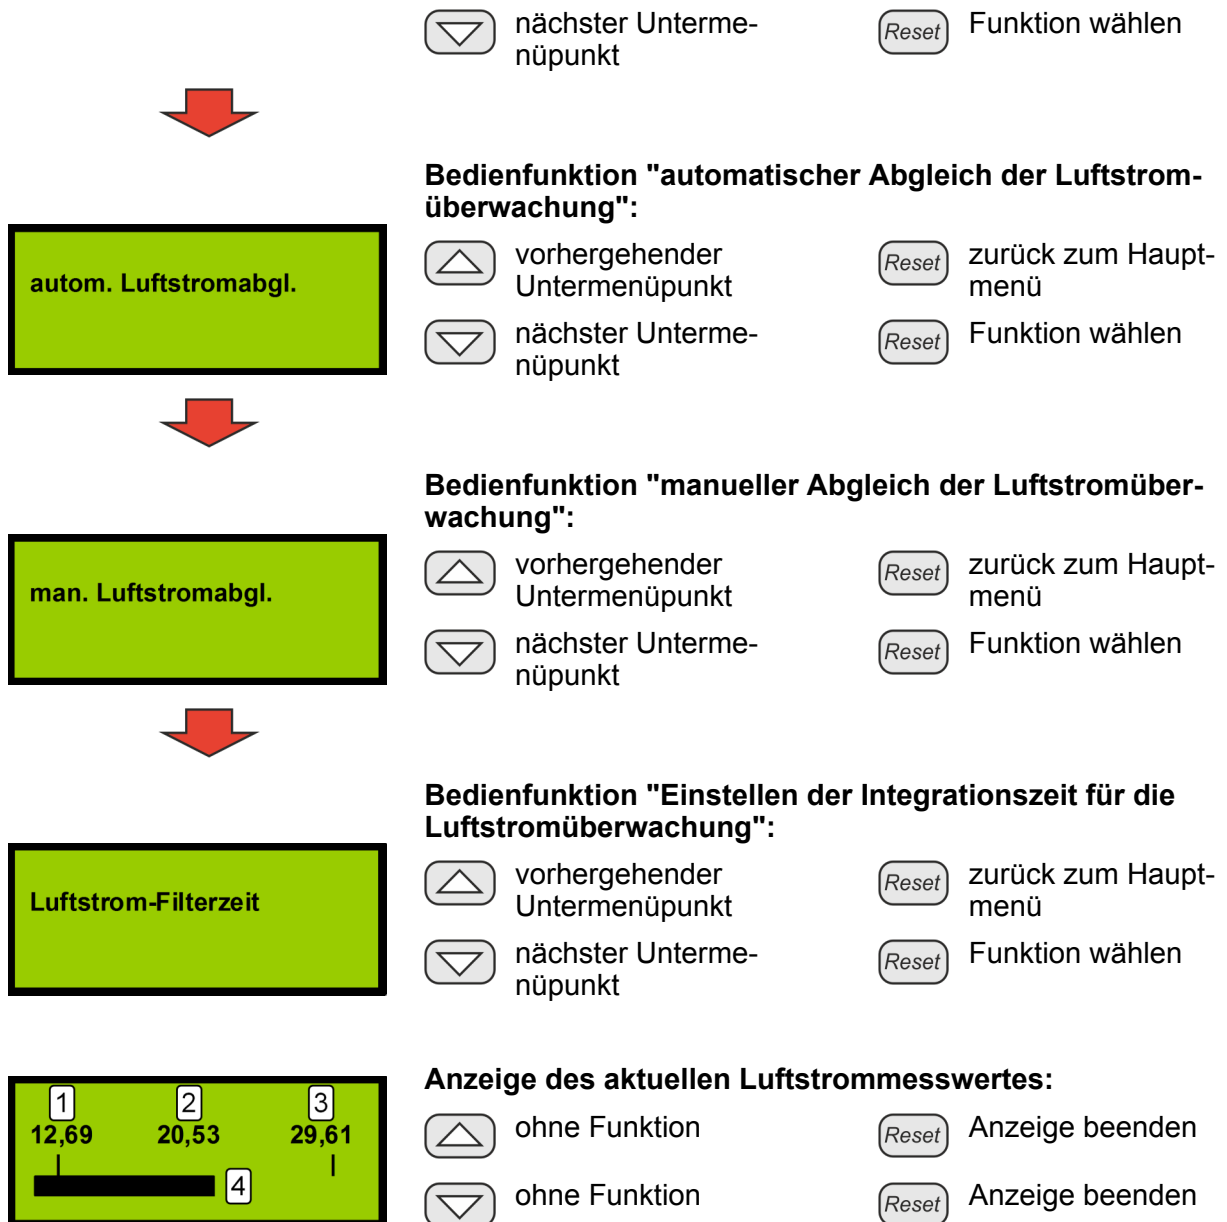 nächster Unterme-
nüpunkt
Reset
Funktion wählen
Bedienfunktion "automatischer Abgleich der Luftstrom-
überwachung":
autom. Luftstromabgl.
vorhergehender
Untermenüpunkt
Reset
zurück zum Haupt-
menü
nächster Unterme-
nüpunkt
Reset
Funktion wählen
Bedienfunktion "manueller Abgleich der Luftstromüber-
wachung":
man. Luftstromabgl.
vorhergehender
Untermenüpunkt
Reset
zurück zum Haupt-
menü
nächster Unterme-
nüpunkt
Reset
Funktion wählen
Bedienfunktion "Einstellen der Integrationszeit für die
Luftstromüberwachung":
Luftstrom-Filterzeit
vorhergehender
Untermenüpunkt
Reset
zurück zum Haupt-
menü
nächster Unterme-
nüpunkt
Reset
Funktion wählen
Anzeige des aktuellen Luftstrommesswertes:
1 2 3
12,69 20,53 29,61
4
ohne Funktion
Reset
Anzeige beenden
ohne Funktion
Reset
Anzeige beenden